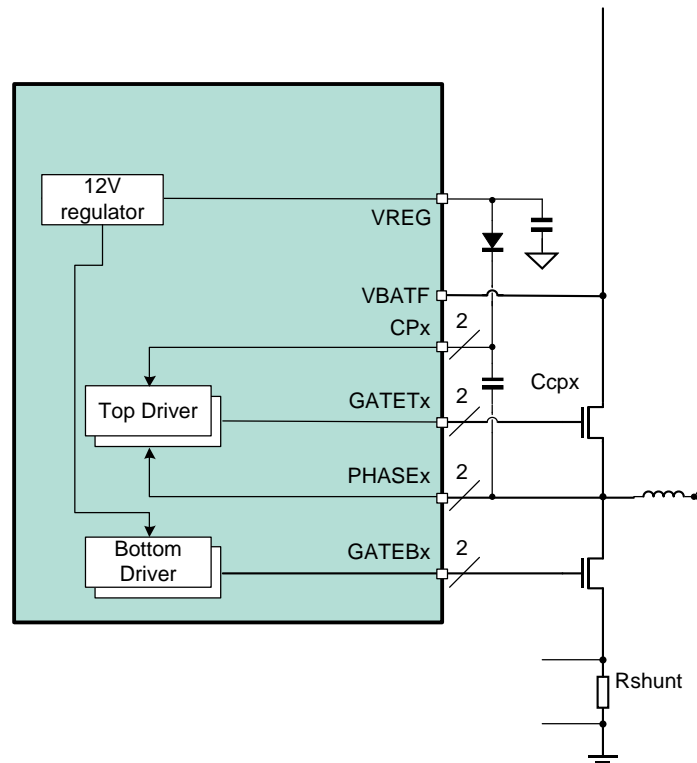 12V
regulator
VREG
VBATF
CPx
2
Ccpx
GATETx
2
Top Driver
PHASEx
2
Bottom
Driver
GATEBx
2
Rshunt